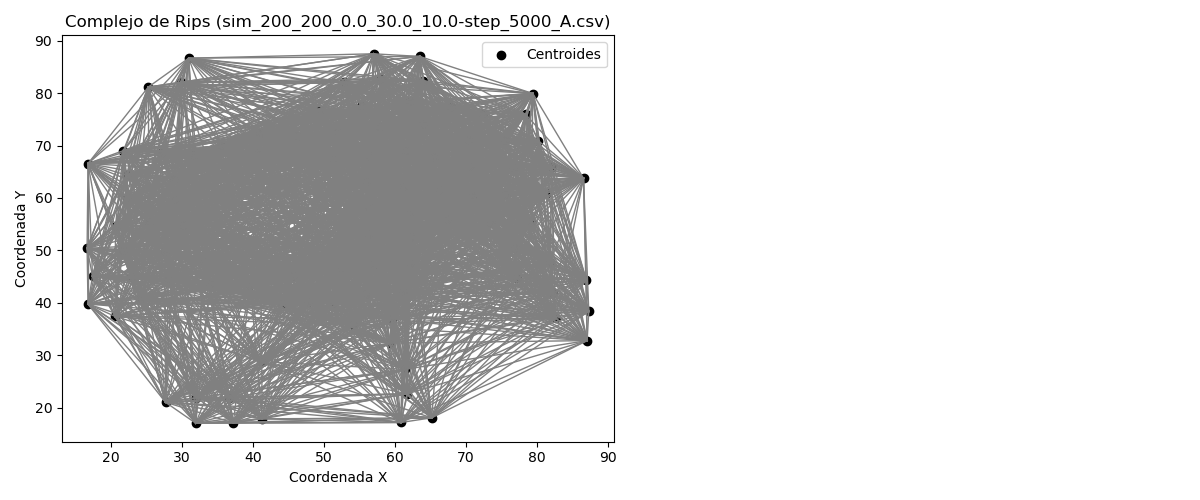 Complejo de Rips (sim_200_200_0.0_30.0_10.0-step_5000_A.csv)
Centroides
90
80
70
60
50
40
30
20
Coordenada Y
20 30 40 50 60 70 80 90
Coordenada X